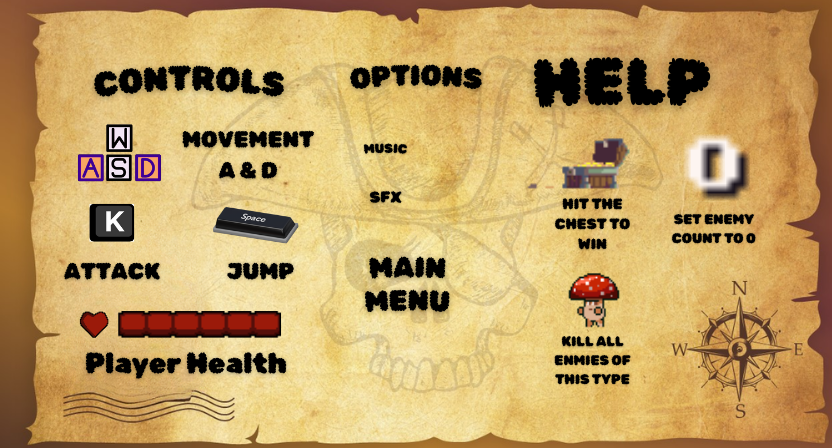 CONTROLS
W
A S D
MOVEMENT
A & D
K
Space
ATTACK
JUMP
Player Health
OPTIONS
MUSIC
SFX
MAIN
MENU
HELP
HIT THE
CHEST TO
WIN
0
SET ENEMY
COUNT TO 0
KILL ALL
ENMIES OF
THIS TYPE
N
W E
S